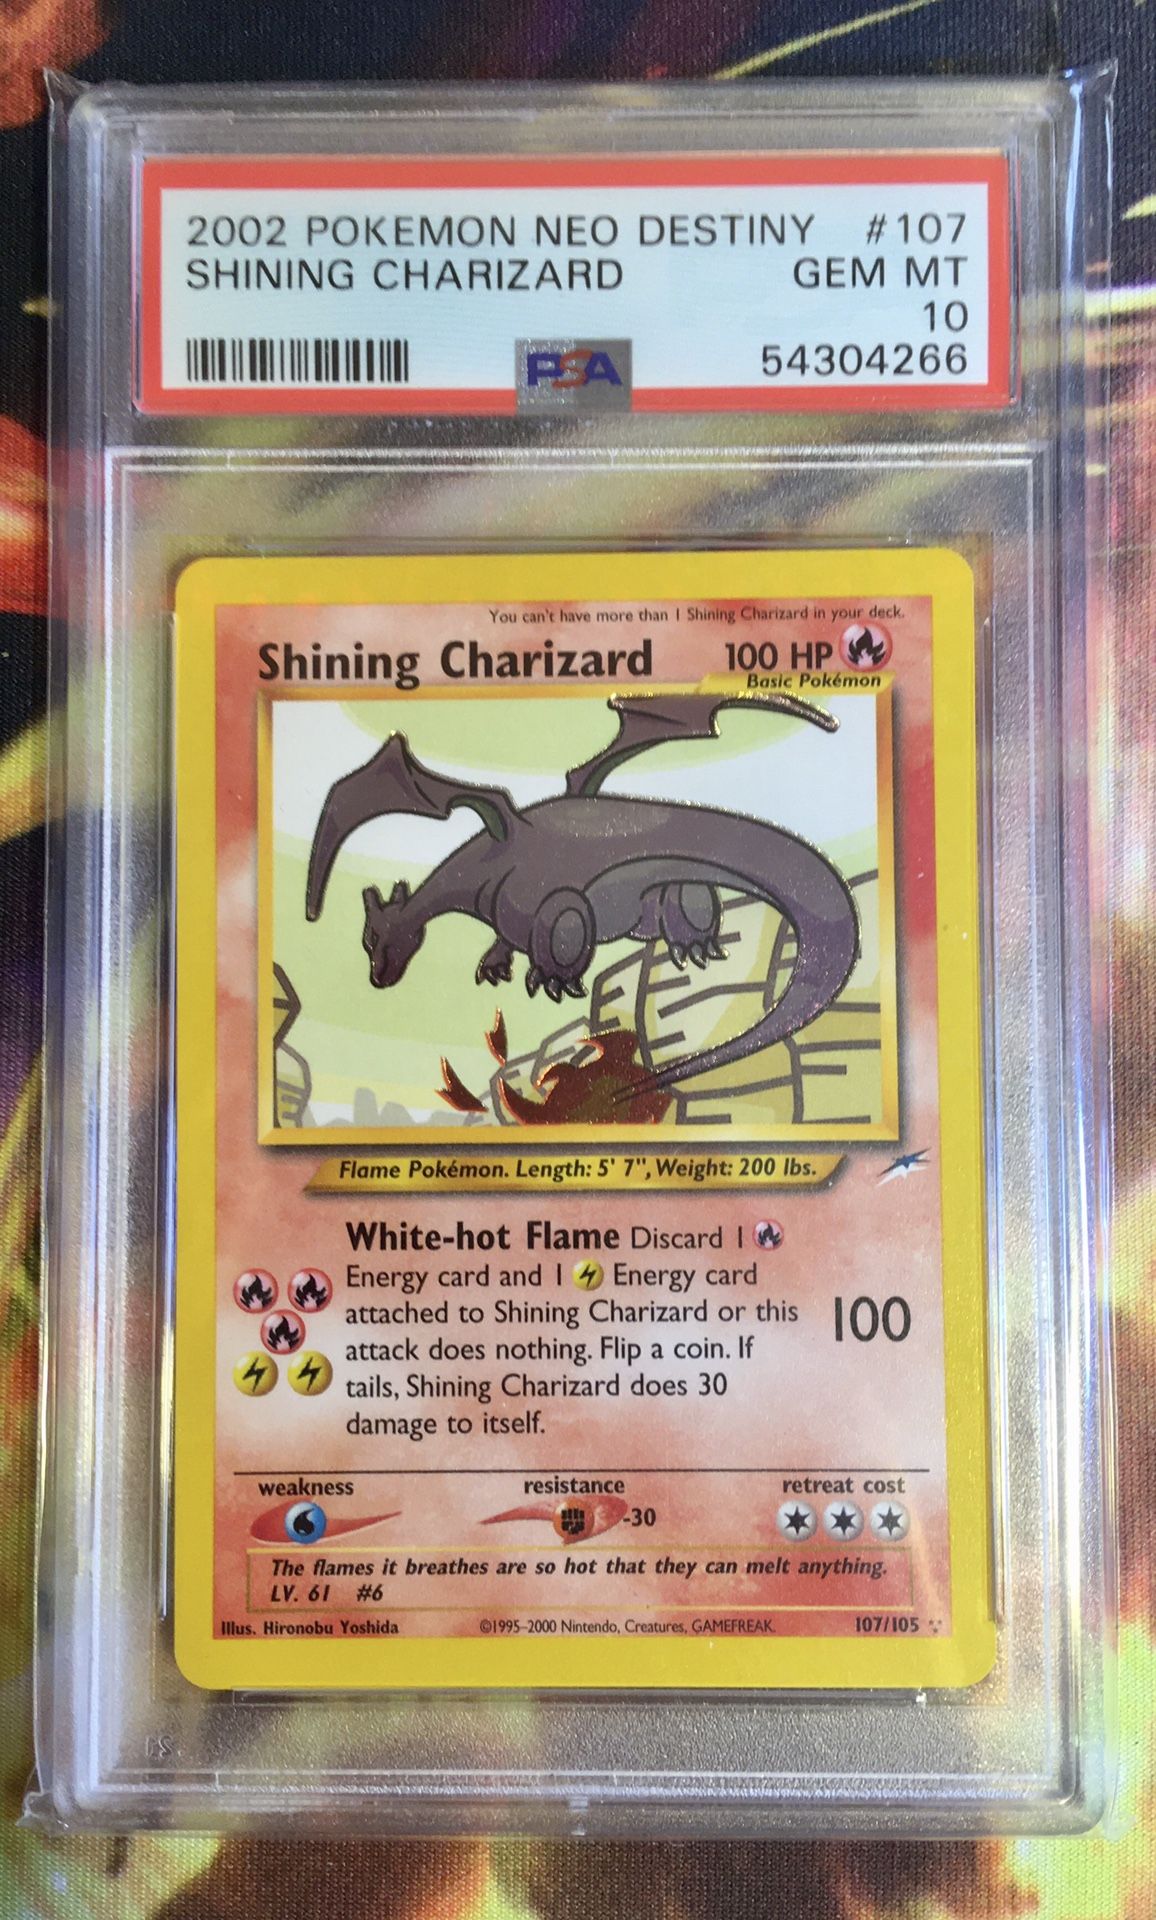 2002 POKEMON NEO DESTINY #107
SHINING CHARIZARD GEM MT
10
PSA 54304266
You can't have more than 1 Shining Charizard in your deck.
Shining Charizard 100 HP
Basic Pokémon
Flame Pokémon. Length: 5' 7", Weight: 200 lbs.
White-hot Flame Discard 1
Energy card and 1 Energy card
attached to Shining Charizard or this
attack does nothing. Flip a coin. If
tails, Shining Charizard does 30
damage to itself.
100
weakness resistance retreat cost
-30
The flames it breathes are so hot that they can melt anything.
LV. 61 #6
Illus. Hironobu Yoshida ©1995-2000 Nintendo, Creatures, GAMEFREAK. 107/105